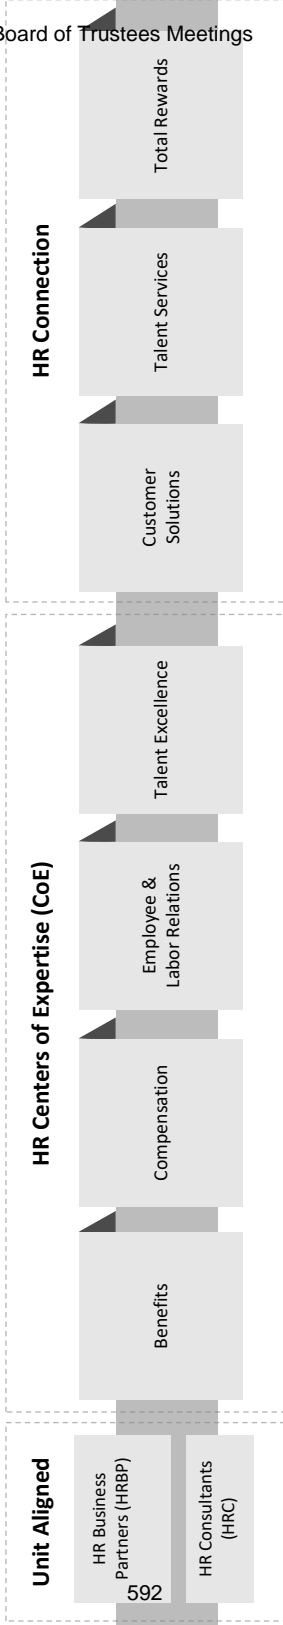 Board of Trustees Meetings
Unit Aligned
HR Business
Partners (HRBP)
HR Consultants
(HRC)
HR Centers of Expertise (CoE)
Benefits
Compensation
Employee &
Labor Relations
Talent Excellence
HR Connection
Customer
Solutions
Talent Services
Total Rewards
592